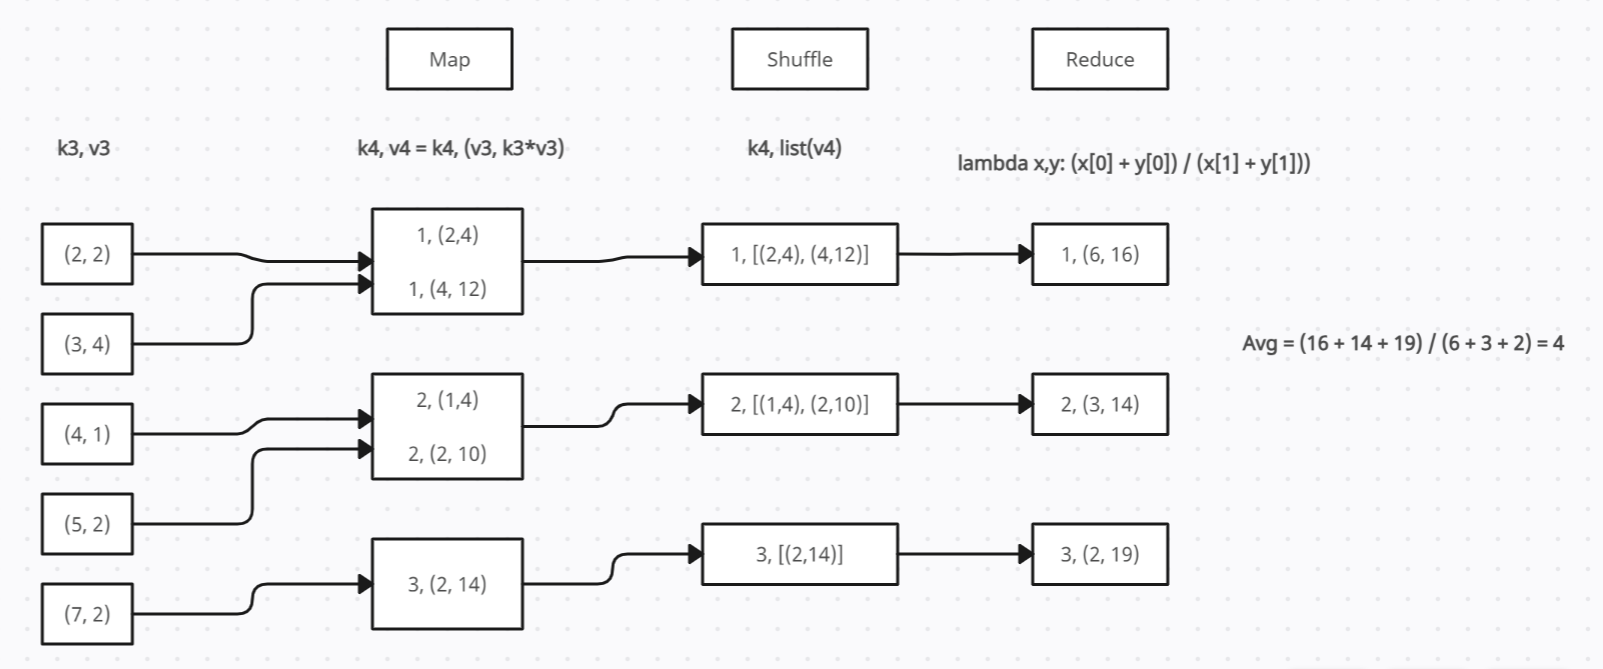 Map
Shuffle
Reduce
k3, v3
k4, v4 = k4, (v3, k3*v3)
k4, list(v4)
lambda x,y: (x[0] + y[0]) / (x[1] + y[1]))
(2, 2)
(3, 4)
(4, 1)
(5, 2)
(7, 2)
1, (2,4)
1, (4, 12)
2, (1,4)
2, (2, 10)
3, (2, 14)
1, [(2,4), (4,12)]
2, [(1,4), (2,10)]
3, [(2,14)]
1, (6, 16)
2, (3, 14)
3, (2, 19)
Avg = (16 + 14 + 19) / (6 + 3 + 2) = 4